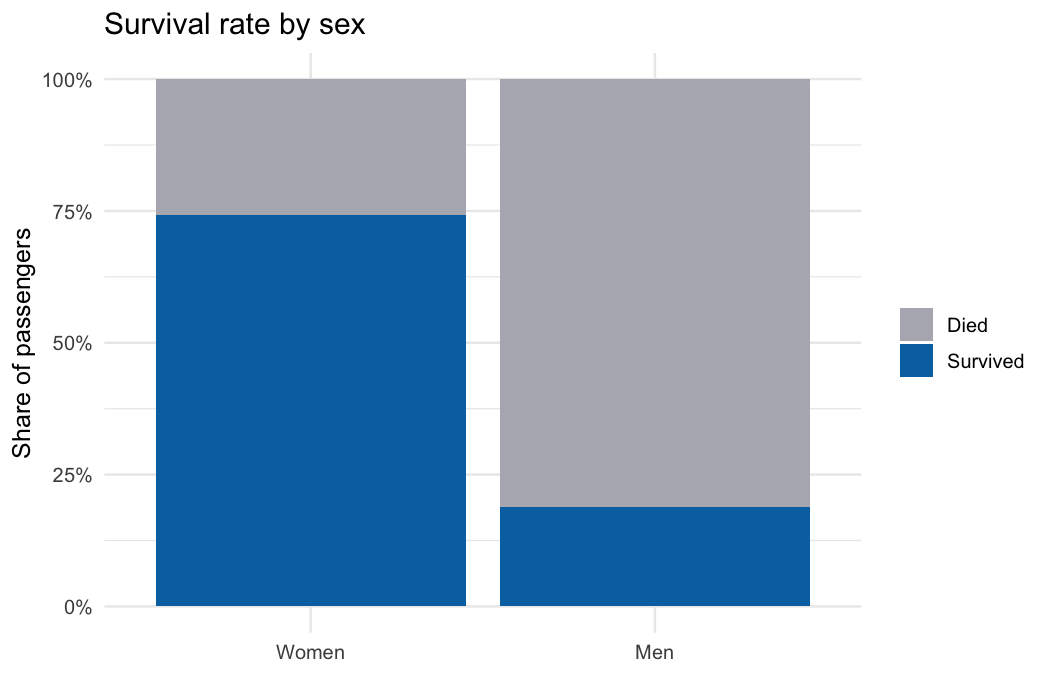 Survival rate by sex
100%
75%
50%
25%
0%
Share of passengers
Women
Men
Died
Survived